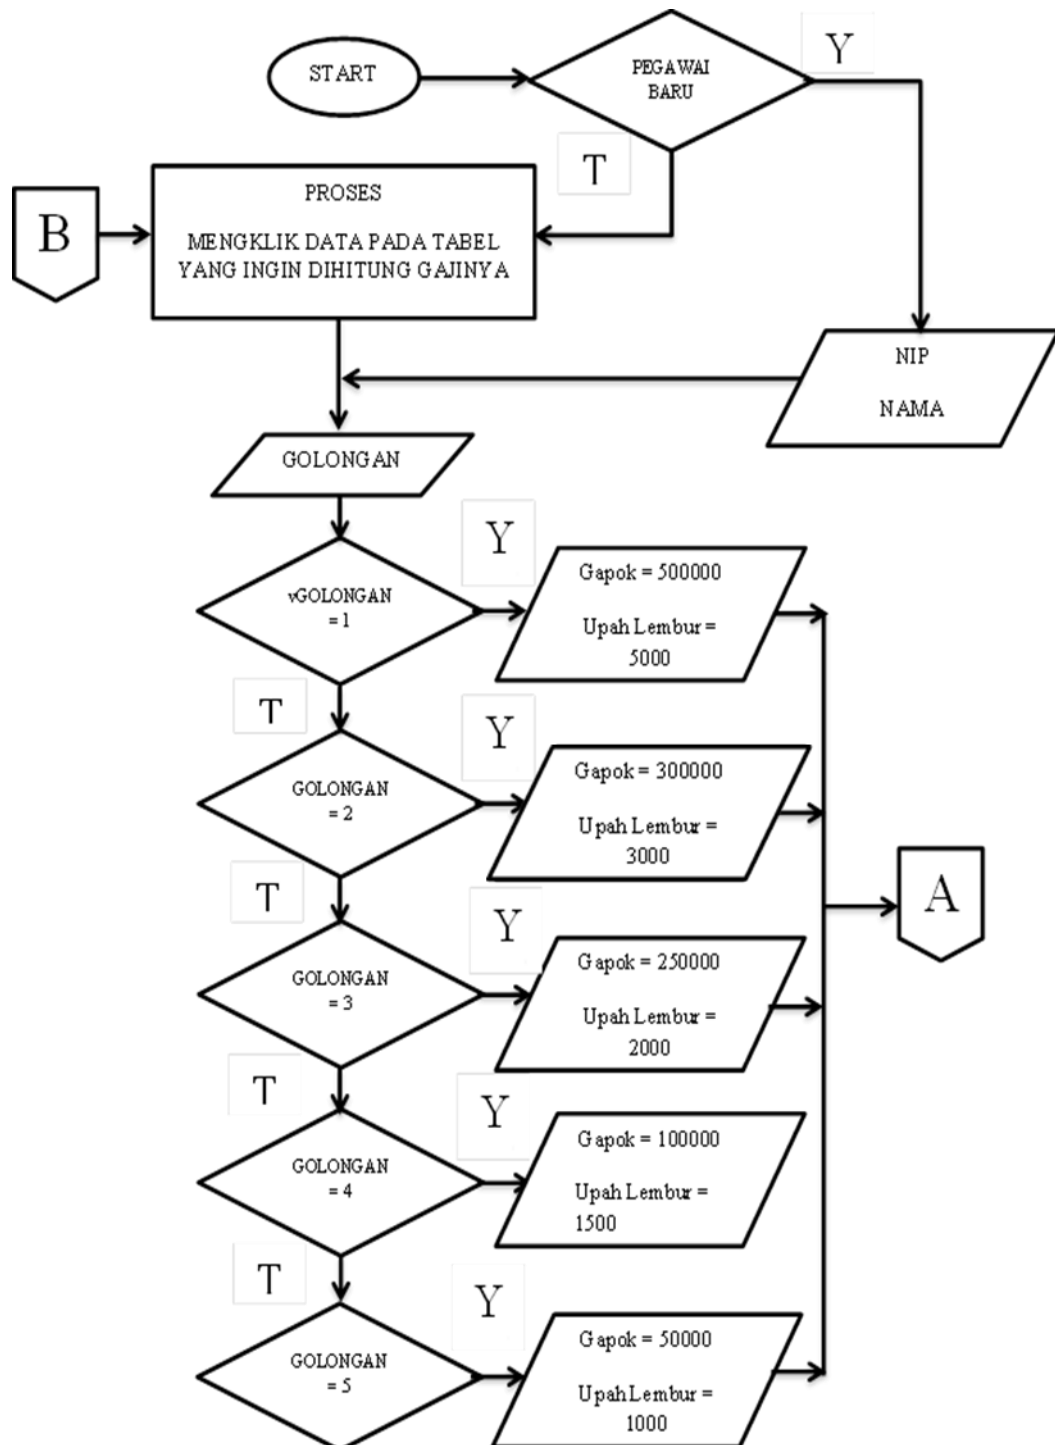 START
PEGAWAI
BARU
Y
T
B
PROSES
MENGKLIK DATA PADA TABEL
YANG INGIN DIHITUNG GAJINYA
NIP
NAMA
GOLONGAN
vGOLONGAN
= 1
Y
Gapok = 500000
Upah Lembur =
5000
T
GOLONGAN
= 2
Y
Gapok = 300000
Upah Lembur =
3000
A
T
GOLONGAN
= 3
Y
Gapok = 250000
Upah Lembur =
2000
T
GOLONGAN
= 4
Y
Gapok = 100000
Upah Lembur =
1500
T
GOLONGAN
= 5
Y
Gapok = 50000
Upah Lembur =
1000